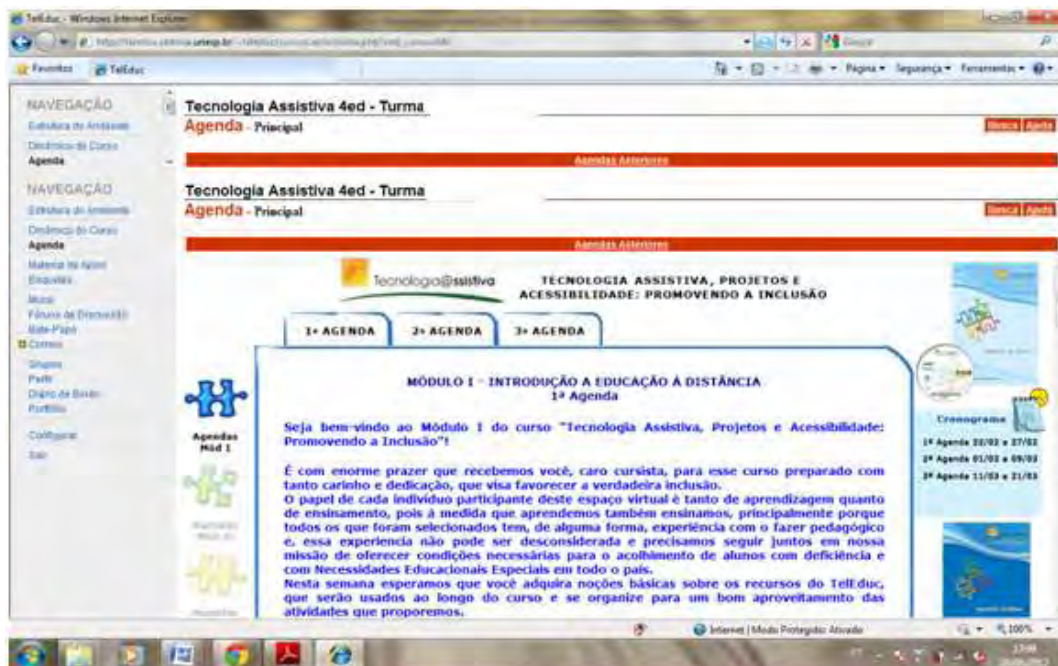 TelEduc - Windows Internet Explorer
Favoritos
TelEduc
Página
Segurança
Ferramentas
NAVEGAÇÃO
Estrutura do Ambiente
Dinâmica do Curso
Agenda
NAVEGAÇÃO
Estrutura do Ambiente
Dinâmica do Curso
Agenda
Material de Apoio
Enquetes
Mural
Fóruns de Discussão
Bate-Papo
Correio
Grupos
Perfil
Diário de Bordo
Portfólio
Configurar
Sair
Tecnologia Assistiva 4ed - Turma
Agenda - Principal
Busca Ajuda
Agendas Anteriores
Tecnologia Assistiva 4ed - Turma
Agenda - Principal
Busca Ajuda
Agendas Anteriores
Tecnologi@ssistiva
TECNOLOGIA ASSISTIVA, PROJETOS E
ACESSIBILIDADE: PROMOVENDO A INCLUSÃO
1ª AGENDA 2ª AGENDA 3ª AGENDA
Agendas
Mód 1
MÓDULO I - INTRODUÇÃO A EDUCAÇÃO À DISTÂNCIA
1ª Agenda
Seja bem-vindo ao Módulo I do curso "Tecnologia Assistiva, Projetos e Acessibilidade:
Promovendo a Inclusão"!
É com enorme prazer que recebemos você, caro cursista, para esse curso preparado com
tanto carinho e dedicação, que visa favorecer a verdadeira inclusão.
O papel de cada indivíduo participante deste espaço virtual é tanto de aprendizagem quanto
de ensinamento, pois à medida que aprendemos também ensinamos, principalmente porque
todos os que foram selecionados tem, de alguma forma, experiência com o fazer pedagógico
e, essa experiencia não pode ser desconsiderada e precisamos seguir juntos em nossa
missão de oferecer condições necessárias para o acolhimento de alunos com deficiência e
com Necessidades Educacionais Especiais em todo o país.
Nesta semana esperamos que você adquira noções básicas sobre os recursos do TelEduc,
que serão usados ao longo do curso e se organize para um bom aproveitamento das
atividades que proporemos.
Cronograma
1ª Agenda 20/02 a 27/02
2ª Agenda 01/03 a 09/03
3ª Agenda 11/03 a 21/03
Internet | Modo Protegido: Ativado
100%